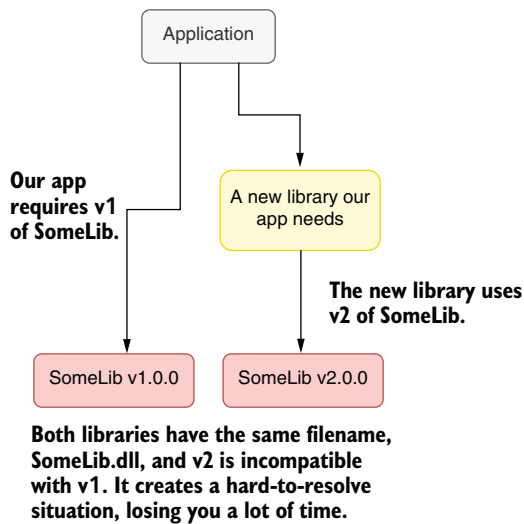 Application
Our app
requires v1
of SomeLib.
A new library our
app needs
The new library uses
v2 of SomeLib.
SomeLib v1.0.0
SomeLib v2.0.0
Both libraries have the same filename,
SomeLib.dll, and v2 is incompatible
with v1. It creates a hard-to-resolve
situation, losing you a lot of time.